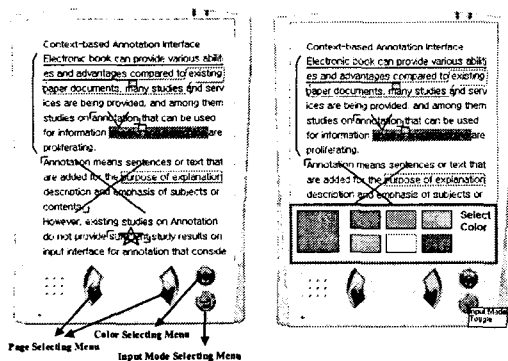 Context-based Annotation Interface
Electronic book can provide various abilit
es and advantages compared to existing
paper documents, many studies and serv
ices are being provided, and among them
studies on annotation that can be used
for information are
proliferating.
Annotation means sentences or text that
are added for the purpose of explanation
description and emphasis of subjects or
contents.
However, existing studies on Annotation
do not provide study results on
input interface for annotation that conside
Page Selecting Menu
Color Selecting Menu
Input Mode Selecting Menu
Context-based Annotation Interface
Electronic book can provide various abilit
es and advantages compared to existing
paper documents, many studies and serv
ices are being provided, and among them
studies on annotation that can be used
for information are
proliferating.
Annotation means sentences or text that
are added for the purpose of explanation
description and emphasis of subjects or
Select
Color
Input Mode
Toggle